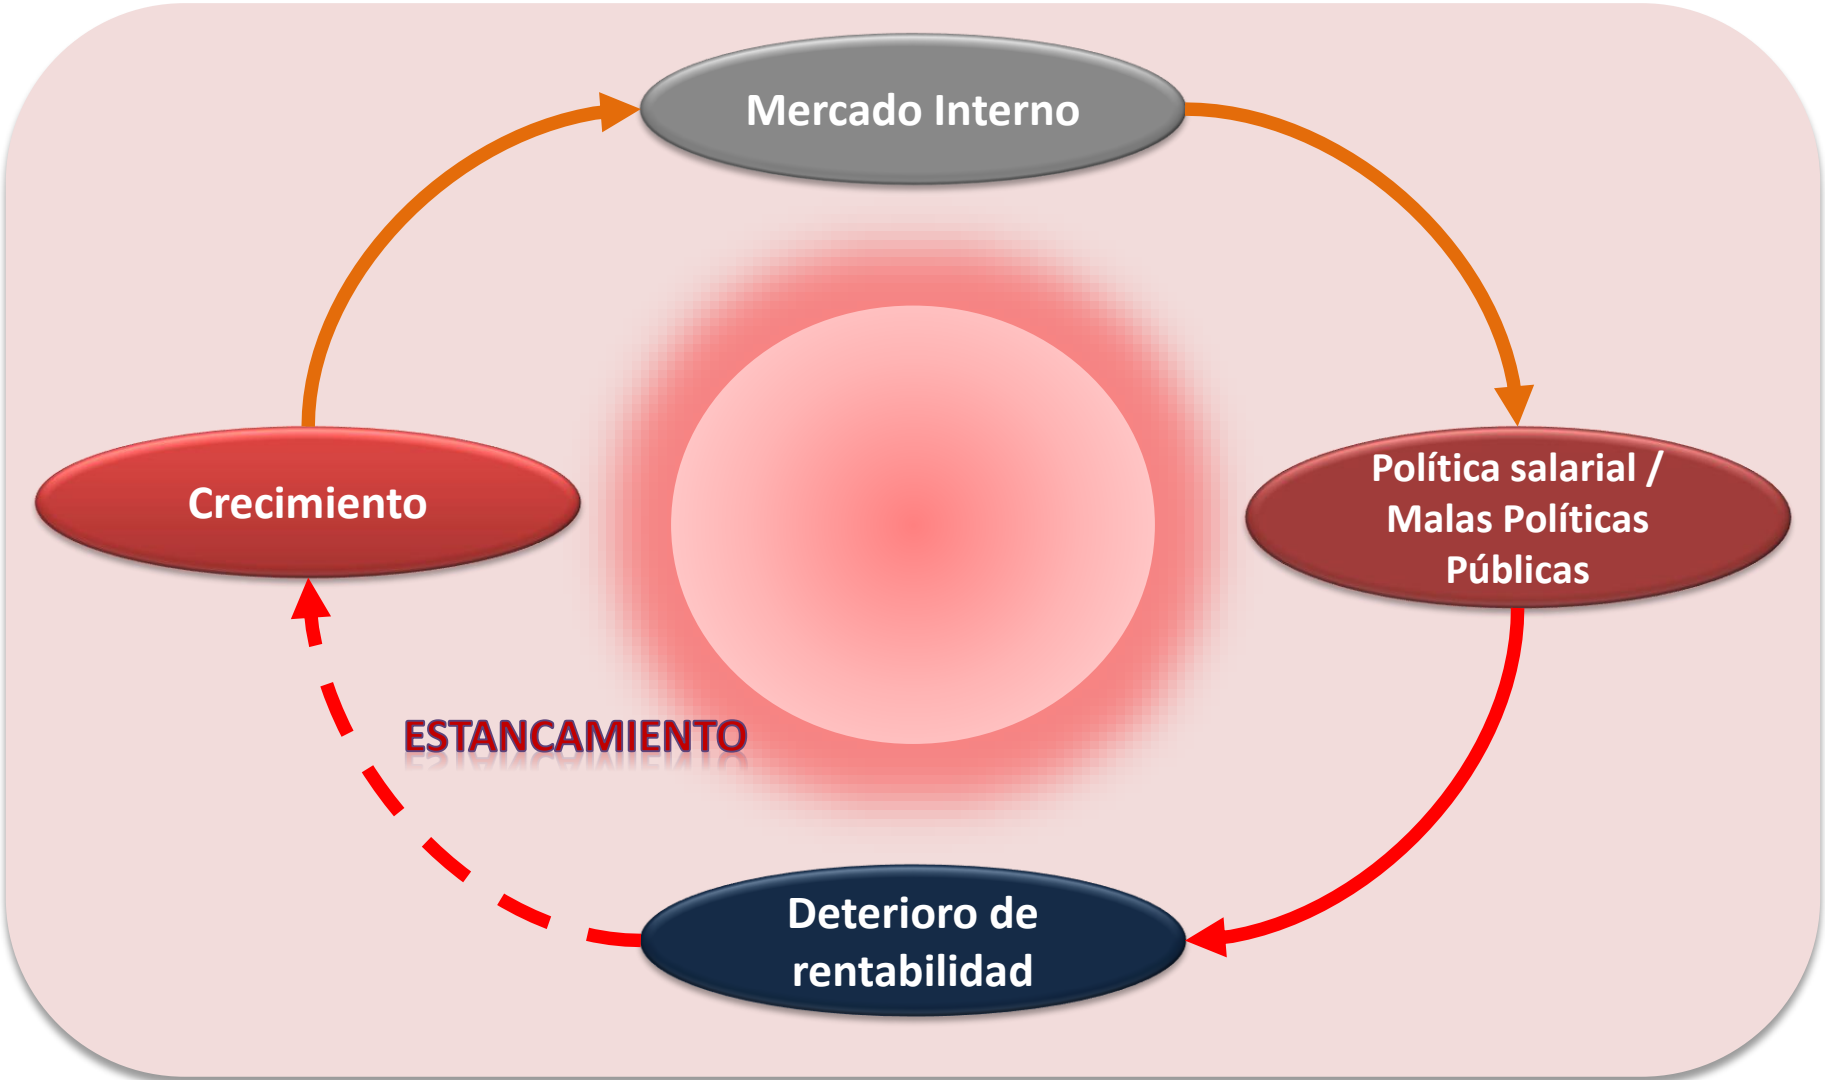 Mercado Interno
Política salarial /
Malas Políticas
Públicas
Crecimiento
ESTANCAMIENTO
Deterioro de
rentabilidad